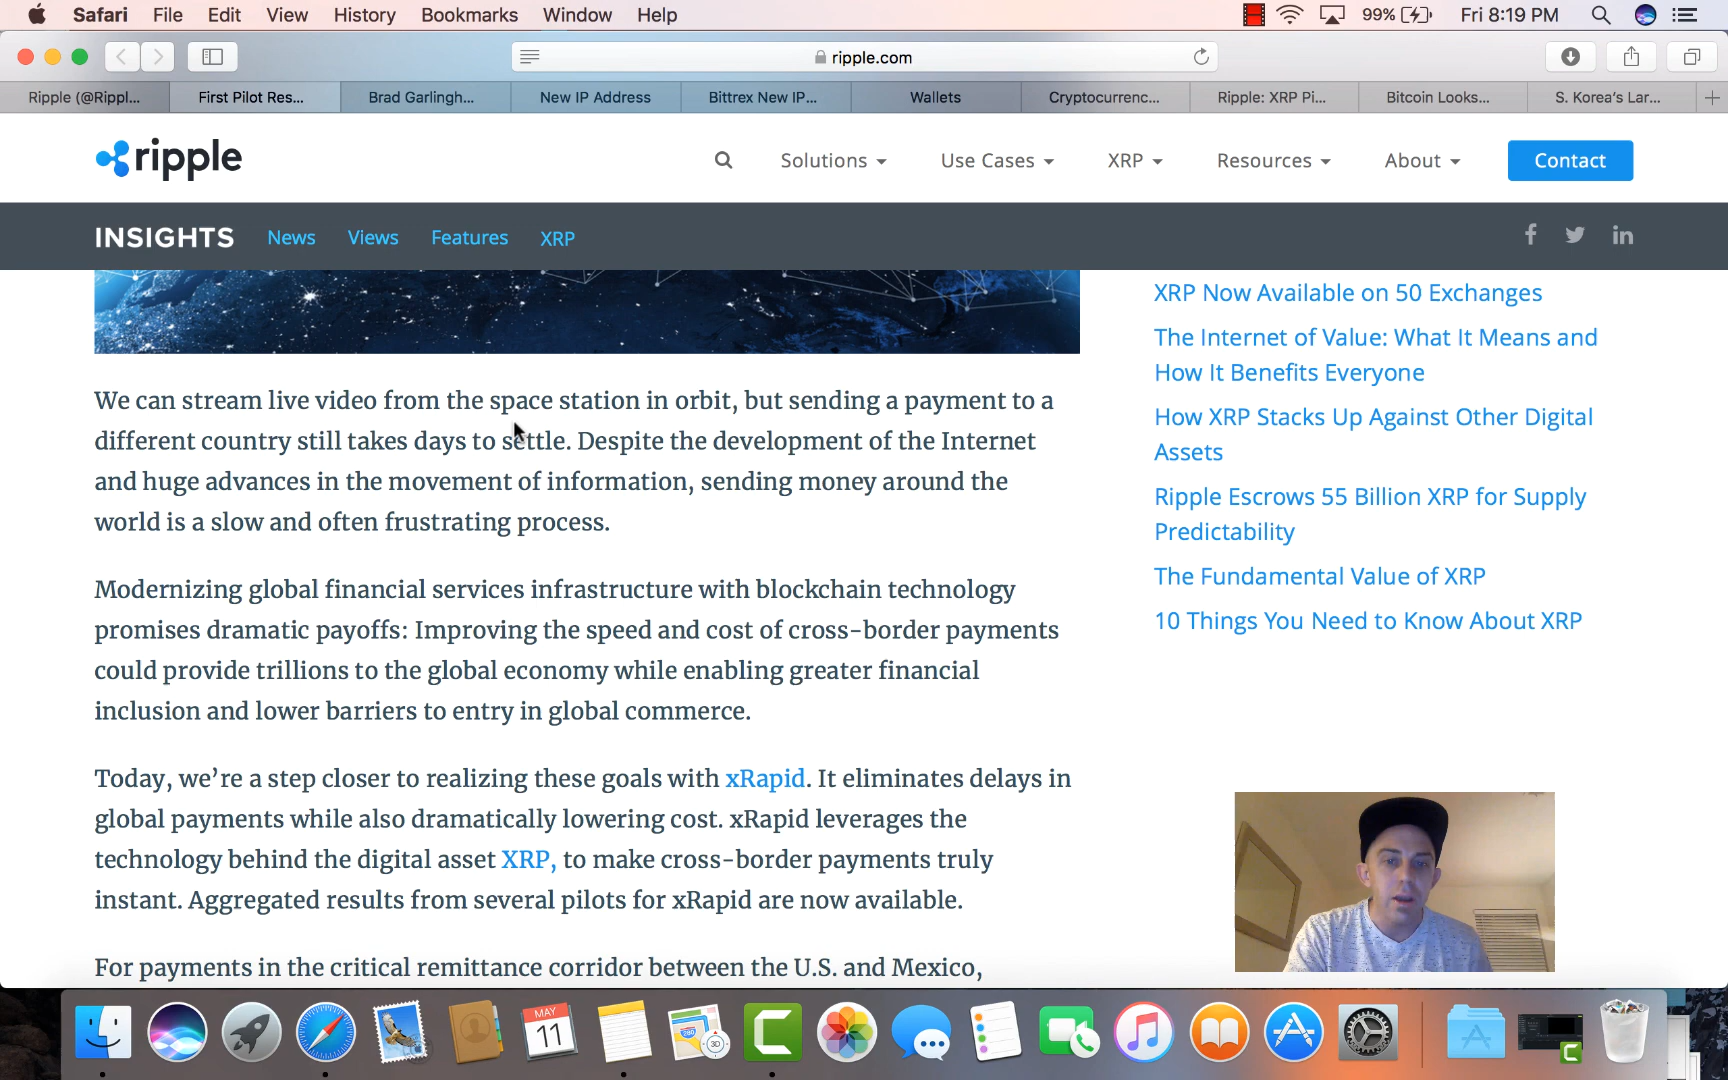 Safari File Edit View History Bookmarks Window Help 99% Fri 8:19 PM
ripple.com
Ripple (@Rippl... First Pilot Res... Brad Garlingh... New IP Address Bittrex New IP... Wallets Cryptocurrenc... Ripple: XRP Pi... Bitcoin Looks... S. Korea's Lar...
ripple Solutions Use Cases XRP Resources About Contact
INSIGHTS News Views Features XRP
We can stream live video from the space station in orbit, but sending a payment to a
different country still takes days to settle. Despite the development of the Internet
and huge advances in the movement of information, sending money around the
world is a slow and often frustrating process.
Modernizing global financial services infrastructure with blockchain technology
promises dramatic payoffs: Improving the speed and cost of cross-border payments
could provide trillions to the global economy while enabling greater financial
inclusion and lower barriers to entry in global commerce.
Today, we're a step closer to realizing these goals with xRapid. It eliminates delays in
global payments while also dramatically lowering cost. xRapid leverages the
technology behind the digital asset XRP, to make cross-border payments truly
instant. Aggregated results from several pilots for xRapid are now available.
For payments in the critical remittance corridor between the U.S. and Mexico,
XRP Now Available on 50 Exchanges
The Internet of Value: What It Means and
How It Benefits Everyone
How XRP Stacks Up Against Other Digital
Assets
Ripple Escrows 55 Billion XRP for Supply
Predictability
The Fundamental Value of XRP
10 Things You Need to Know About XRP
MAY
11
280
3D